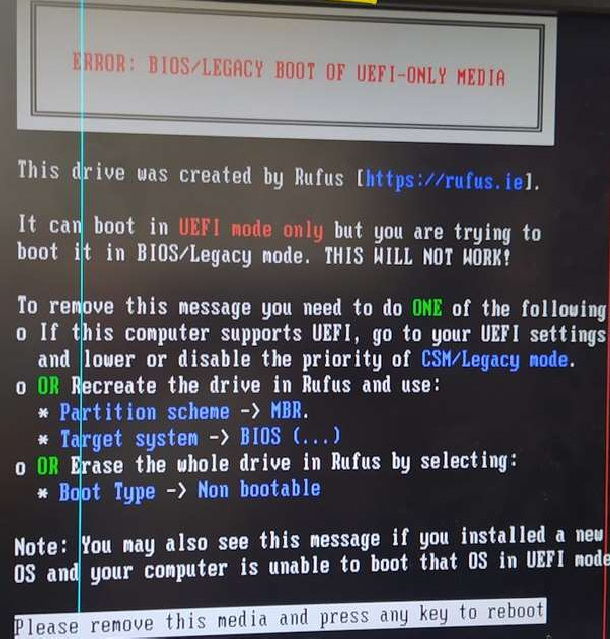 ERROR: BIOS/LEGACY BOOT OF UEFI-ONLY MEDIA
This drive was created by Rufus [https://rufus.ie].
It can boot in UEFI mode only but you are trying to
boot it in BIOS/Legacy mode. THIS WILL NOT WORK!
To remove this message you need to do ONE of the following
o If this computer supports UEFI, go to your UEFI settings
and lower or disable the priority of CSM/Legacy mode.
o OR Recreate the drive in Rufus and use:
* Partition scheme -> MBR.
* Target system -> BIOS (...)
o OR Erase the whole drive in Rufus by selecting:
* Boot Type -> Non bootable
Note: You may also see this message if you installed a new
OS and your computer is unable to boot that OS in UEFI mode
Please remove this media and press any key to reboot